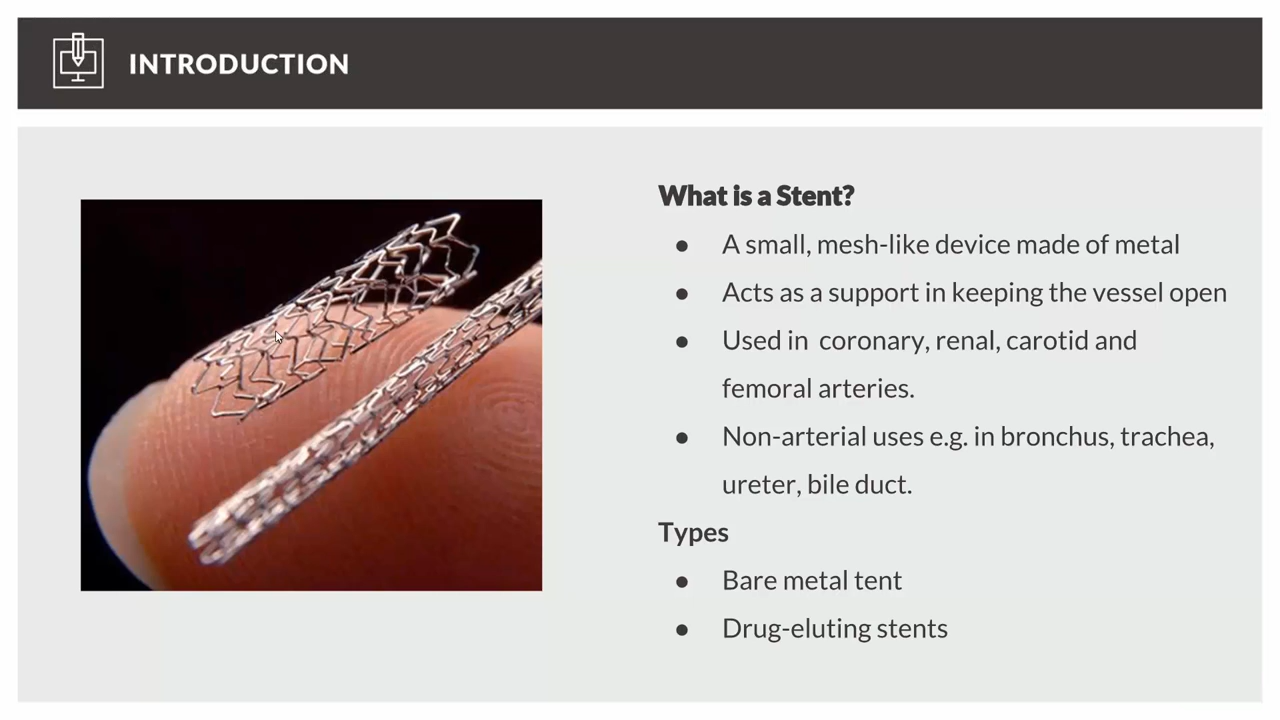 INTRODUCTION
What is a Stent?
● A small, mesh-like device made of metal
● Acts as a support in keeping the vessel open
● Used in  coronary, renal, carotid and
femoral arteries.
● Non-arterial uses e.g. in bronchus, trachea,
ureter, bile duct.
Types
● Bare metal tent
● Drug-eluting stents